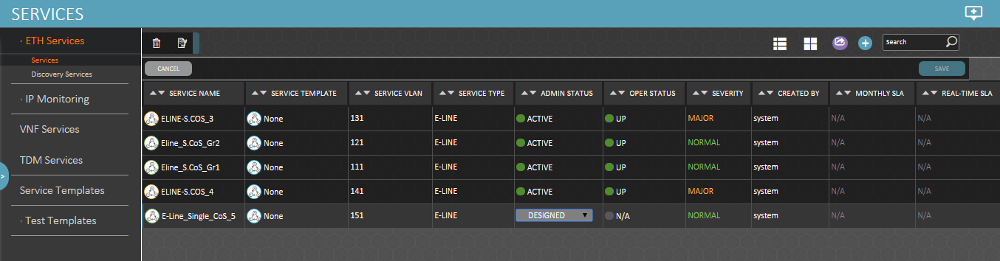 SERVICES
ETH Services
Services
Discovery Services
IP Monitoring
VNF Services
TDM Services
Service Templates
Test Templates
>
Search
CANCEL SAVE
SERVICE NAME SERVICE TEMPLATE SERVICE VLAN SERVICE TYPE ADMIN STATUS OPER STATUS SEVERITY CREATED BY MONTHLY SLA REAL-TIME SLA
ELINE-S.COS_3 None 131 E-LINE ACTIVE UP MAJOR system N/A N/A
Eline_S.CoS_Gr2 None 121 E-LINE ACTIVE UP NORMAL system N/A N/A
Eline_S.CoS_Gr1 None 111 E-LINE ACTIVE UP NORMAL system N/A N/A
ELINE-S.COS_4 None 141 E-LINE ACTIVE UP MAJOR system N/A N/A
E-Line_Single_CoS_5 None 151 E-LINE DESIGNED N/A NORMAL system N/A N/A